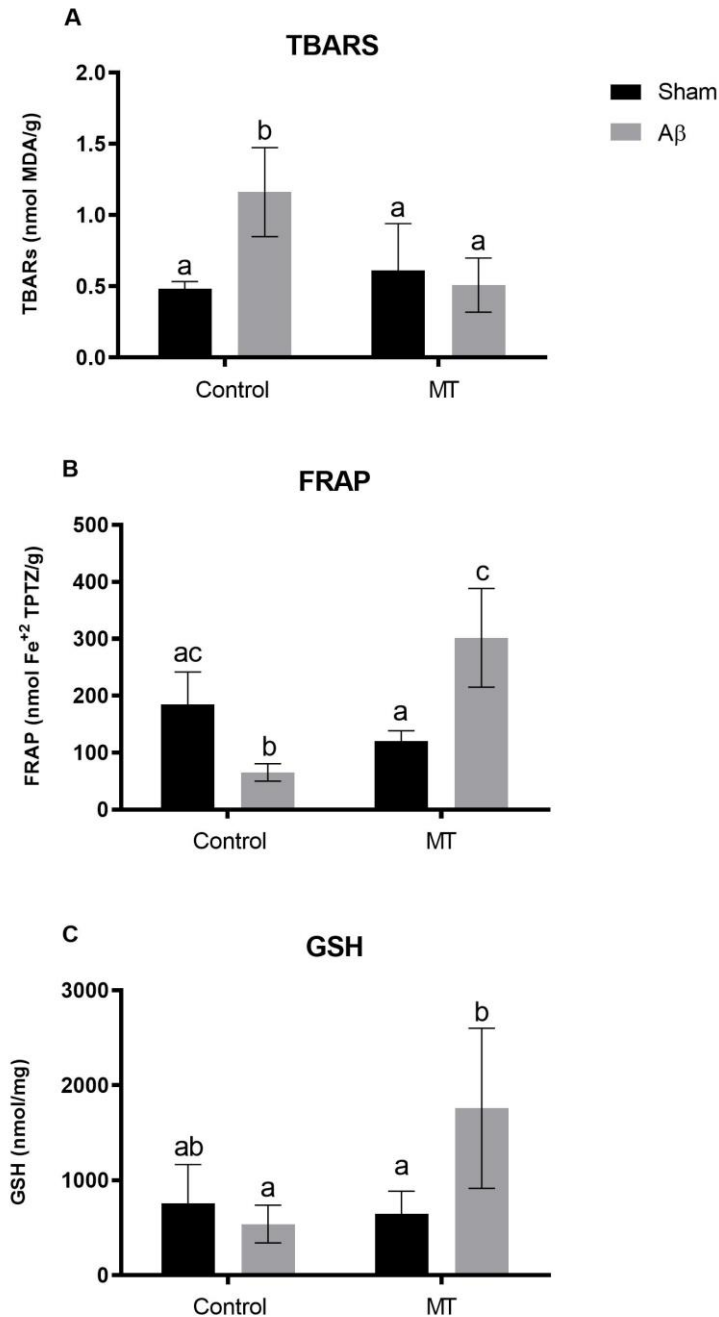 A
TBARS
TBARs (nmol MDA/g)
2.0
1.5
1.0
0.5
0.0
a
b
a
a
Control
MT
Sham
Aβ
B
FRAP
FRAP (nmol Fe⁺² TPTZ/g)
500
400
300
200
100
0
ac
b
a
c
Control
MT
C
GSH
GSH (nmol/mg)
3000
2000
1000
0
ab
a
a
b
Control
MT